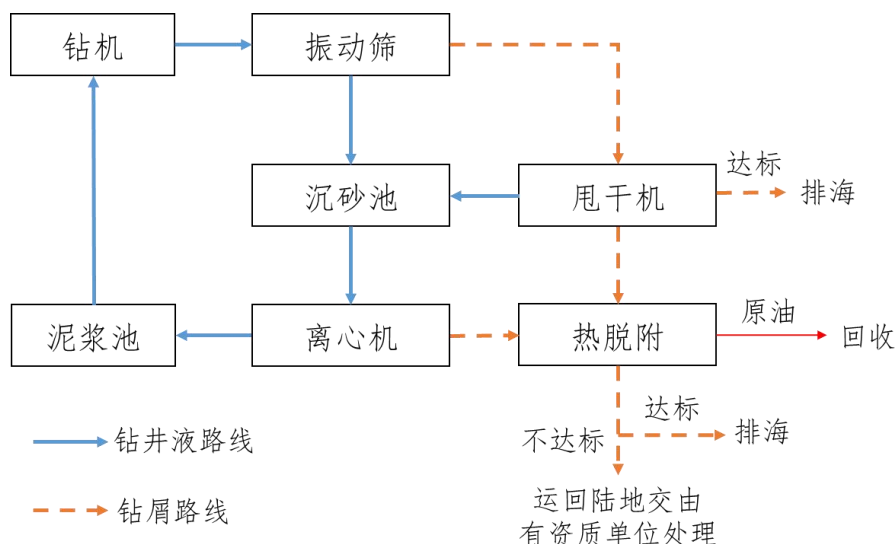 钻机
振动筛
沉砂池
甩干机
达标
排海
泥浆池
离心机
热脱附
原油
回收
钻井液路线
不达标
达标
排海
钻屑路线
运回陆地交由
有资质单位处理